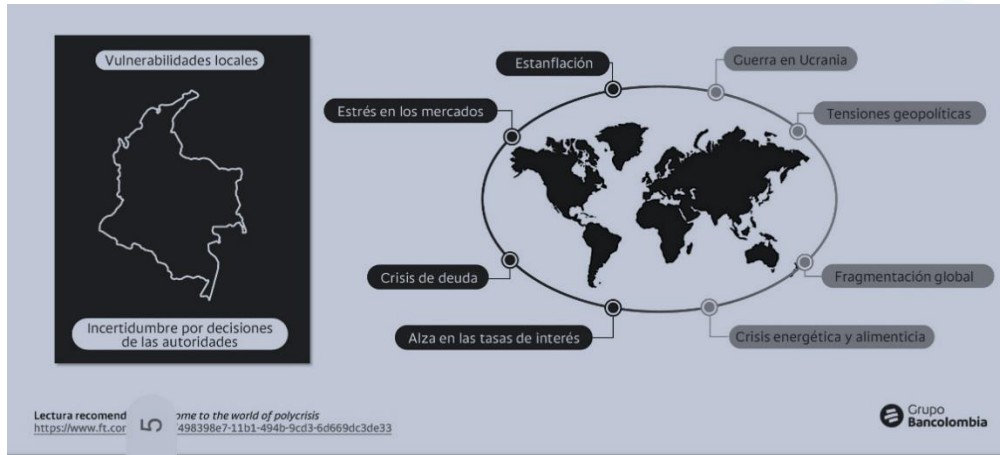 Vulnerabilidades locales
Incertidumbre por decisiones
de las autoridades
Estanflación
Guerra en Ucrania
Estrés en los mercados
Tensiones geopolíticas
Crisis de deuda
Fragmentación global
Alza en las tasas de interés
Crisis energética y alimenticia
Lectura recomend ome to the world of polycrisis
https://www.ft.cor 498398e7-11b1-494b-9cd3-6d669dc3de33
5
Grupo
Bancolombia